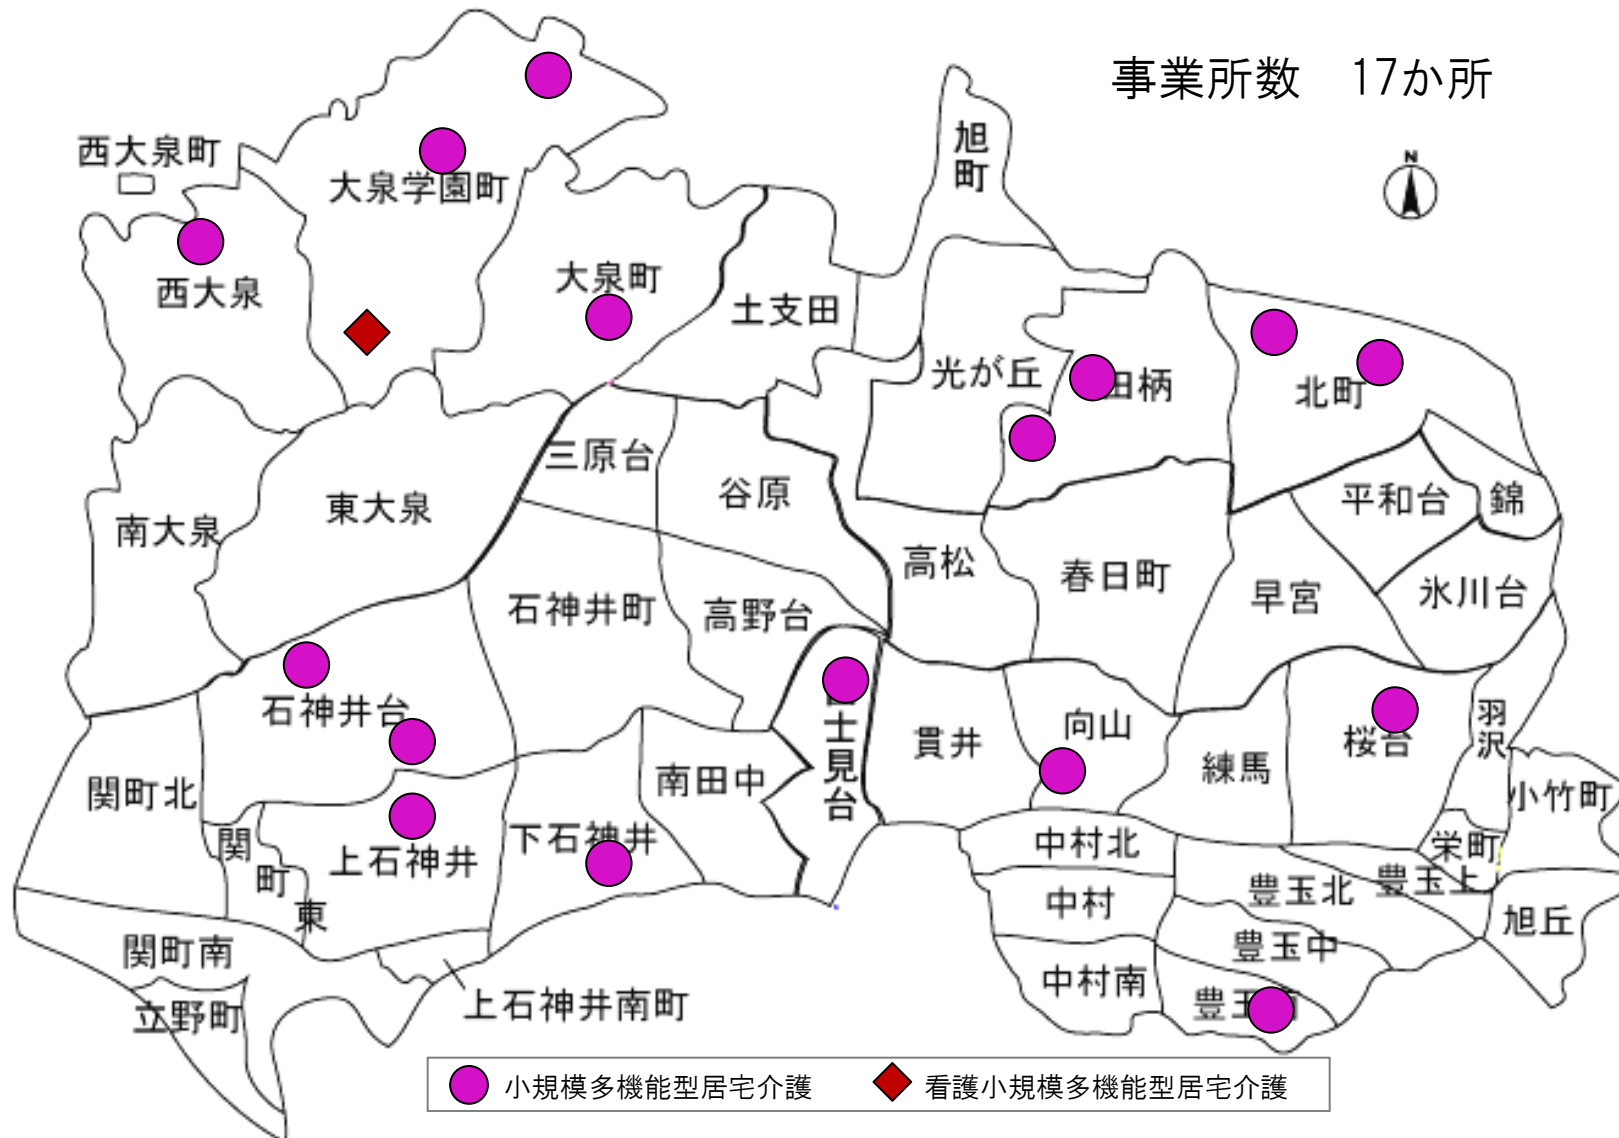 事業所数 17か所
N
旭町
西大泉町
大泉学園町
西大泉
大泉町
土支田
光が丘
田柄
北町
三原台
谷原
平和台
錦
南大泉
東大泉
高松
春日町
早宮
氷川台
石神井町
高野台
石神井台
富士見台
貫井
向山
練馬
桜台
羽沢
関町北
南田中
小竹町
関町東
上石神井
下石神井
中村北
栄町
豊玉北
豊玉上
中村
旭丘
関町南
豊玉中
中村南
立野町
上石神井南町
豊玉南
小規模多機能型居宅介護
看護小規模多機能型居宅介護